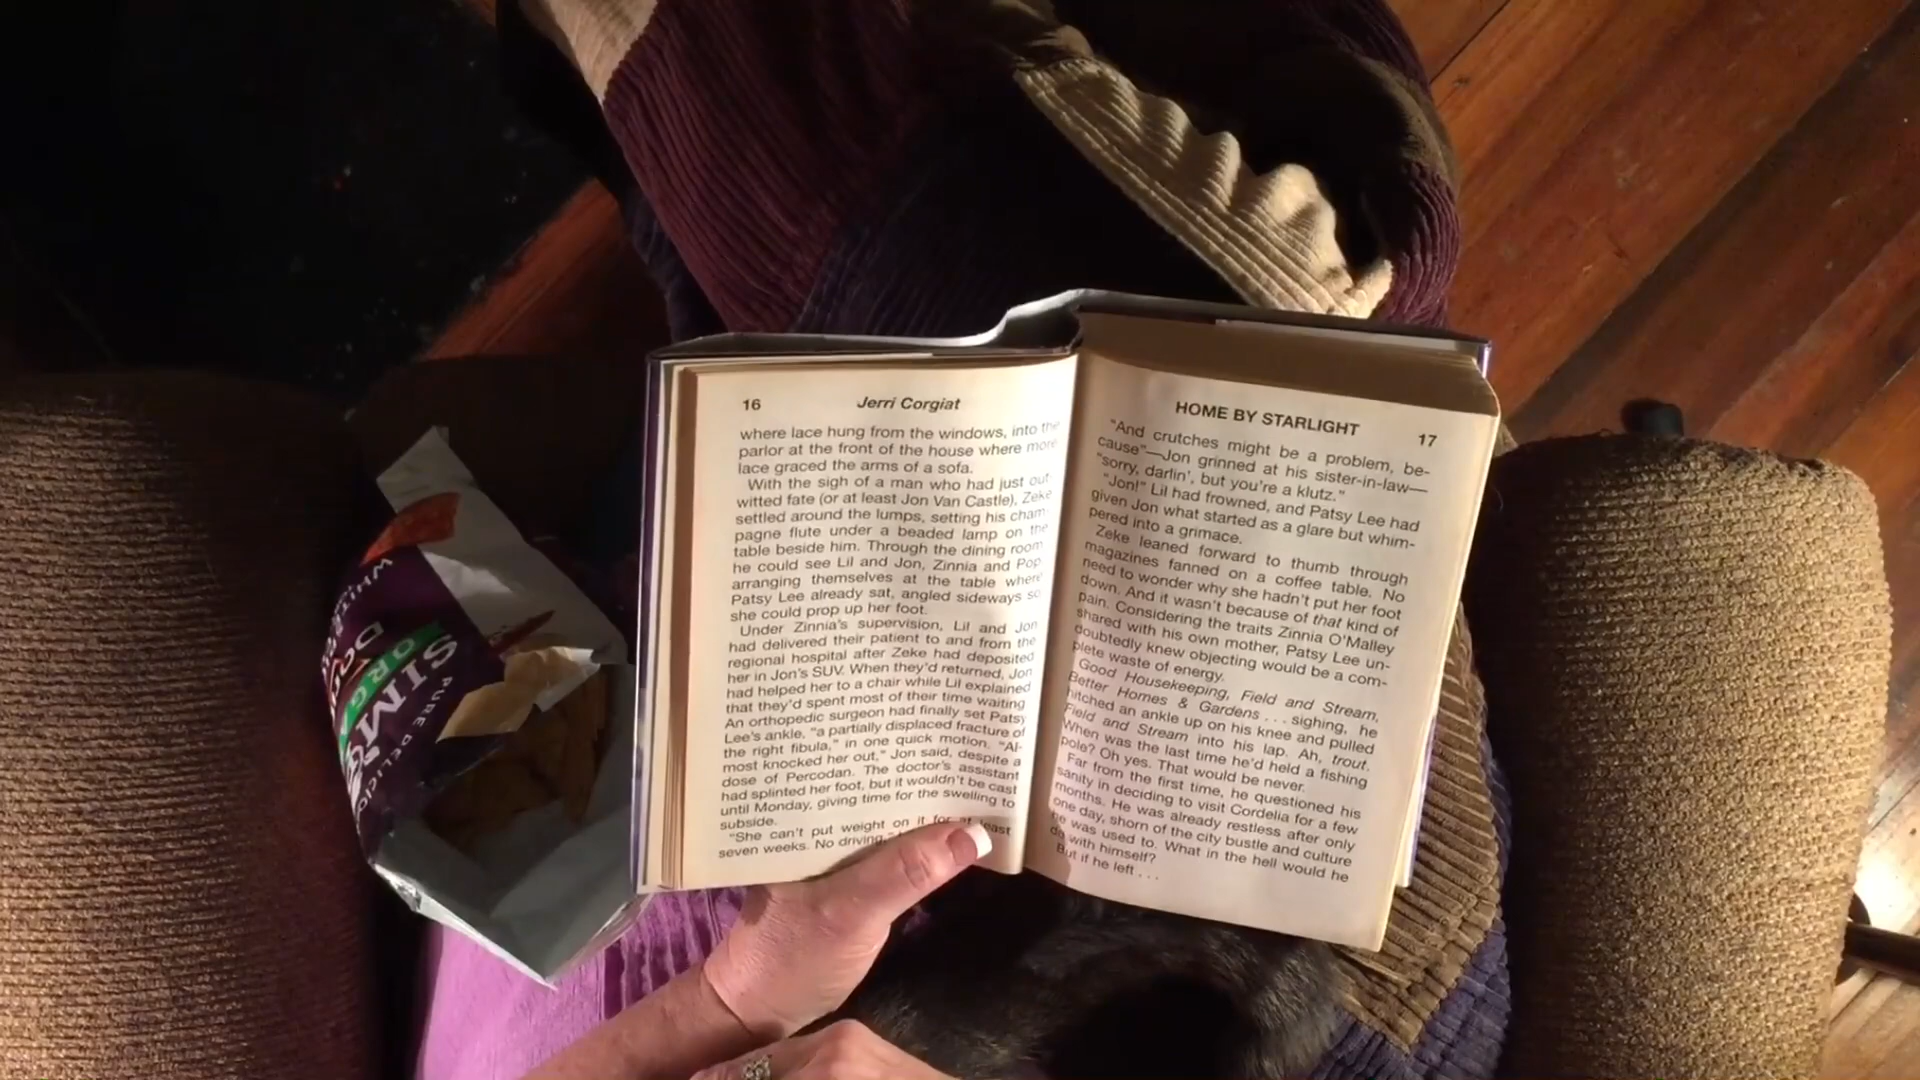 16 Jerri Corgiat
where lace hung from the windows, into the
parlor at the front of the house where more
lace graced the arms of a sofa.
With the sigh of a man who had just out-
witted fate (or at least Jon Van Castle), Zeke
settled around the lumps, setting his cham-
pagne flute under a beaded lamp on the
table beside him. Through the dining room
he could see Lil and Jon, Zinnia and Pop
arranging themselves at the table where
Patsy Lee already sat, angled sideways so
she could prop up her foot.
Under Zinnia's supervision, Lil and Jon
had delivered their patient to and from the
regional hospital after Zeke had deposited
her in Jon's SUV. When they'd returned, Jon
had helped her to a chair while Lil explained
that they'd spent most of their time waiting
An orthopedic surgeon had finally set Patsy
Lee's ankle, "a partially displaced fracture of
the right fibula," in one quick motion. "Al-
most knocked her out," Jon said, despite a
dose of Percodan. The doctor's assistant
had splinted her foot, but it wouldn't be cast
until Monday, giving time for the swelling to
subside.
"She can't put weight on it for at least
seven weeks. No driving,
HOME BY STARLIGHT 17
"And crutches might be a problem, be-
cause"—Jon grinned at his sister-in-law—
"sorry, darlin', but you're a klutz."
"Jon!" Lil had frowned, and Patsy Lee had
given Jon what started as a glare but whim-
pered into a grimace.
Zeke leaned forward to thumb through
magazines fanned on a coffee table. No
need to wonder why she hadn't put her foot
down. And it wasn't because of that kind of
pain. Considering the traits Zinnia O'Malley
shared with his own mother, Patsy Lee un-
doubtedly knew objecting would be a com-
plete waste of energy.
Good Housekeeping, Field and Stream,
Better Homes & Gardens . . . sighing, he
hitched an ankle up on his knee and pulled
Field and Stream into his lap. Ah, trout.
When was the last time he'd held a fishing
pole? Oh yes. That would be never.
Far from the first time, he questioned his
sanity in deciding to visit Cordelia for a few
months. He was already restless after only
one day, shorn of the city bustle and culture
he was used to. What in the hell would he
do with himself?
But if he left . . .
PURE DELICIO
SIM
ORGA